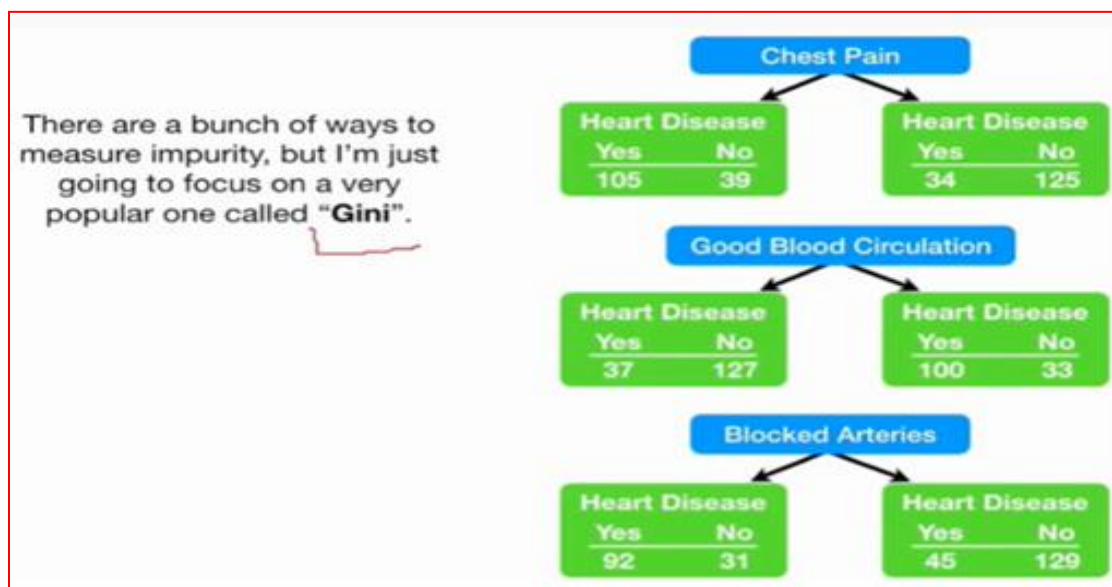 There are a bunch of ways to
measure impurity, but I'm just
going to focus on a very
popular one called "Gini".
Chest Pain
Heart Disease
Yes No
105 39
Heart Disease
Yes No
34 125
Good Blood Circulation
Heart Disease
Yes No
37 127
Heart Disease
Yes No
100 33
Blocked Arteries
Heart Disease
Yes No
92 31
Heart Disease
Yes No
45 129